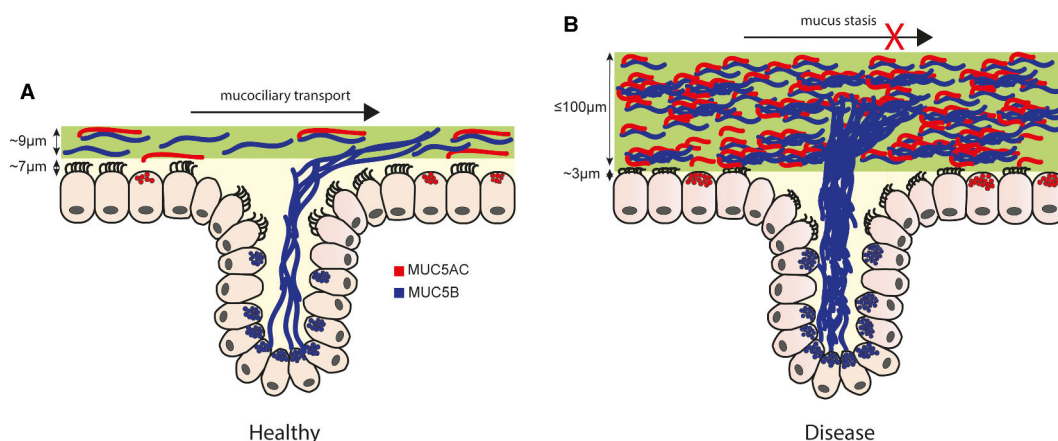 A
mucociliary transport
~9µm
~7µm
MUC5AC
MUC5B
Healthy
B
mucus stasis
X
≤100µm
~3µm
Disease